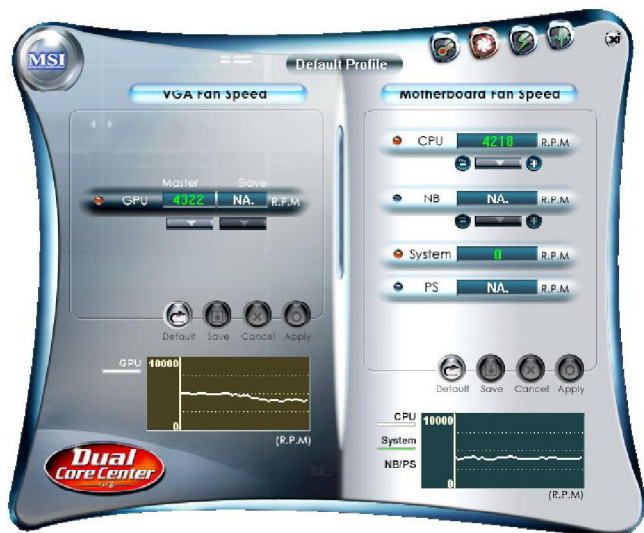 MSI
Default Profile
VGA Fan Speed
Master Slave
GPU 4322 NA. R.P.M
Default Save Cancel Apply
GPU 10000
0
(R.P.M)
Dual
Core Center
Motherboard Fan Speed
CPU 4218 R.P.M
NB NA. R.P.M
System 0 R.P.M
PS NA. R.P.M
Default Save Cancel Apply
CPU 10000
System
NB/PS
0
(R.P.M)